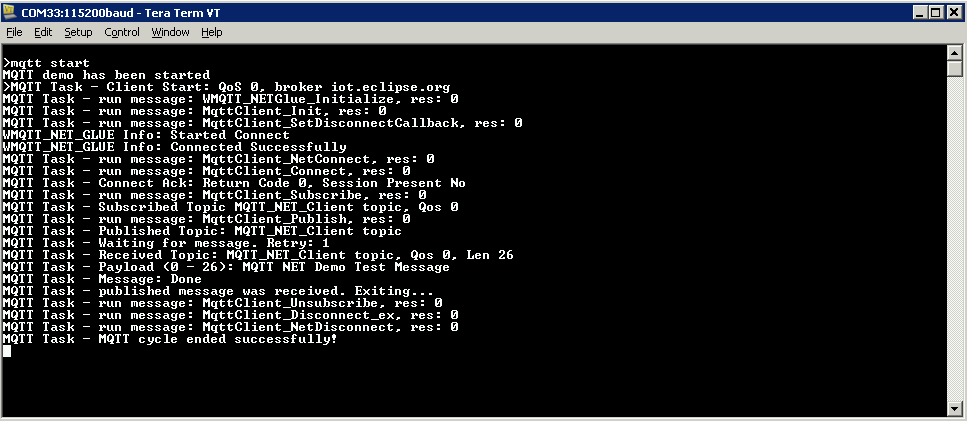 COM33:115200baud - Tera Term VT
File Edit Setup Control Window Help
>mqtt start
MQTT demo has been started
>MQTT Task - Client Start: QoS 0, broker iot.eclipse.org
MQTT Task - run message: WMQTT_NETGlue_Initialize, res: 0
MQTT Task - run message: MqttClient_Init, res: 0
MQTT Task - run message: MqttClient_SetDisconnectCallback, res: 0
WMQTT_NET_GLUE Info: Started Connect
WMQTT_NET_GLUE Info: Connected Successfully
MQTT Task - run message: MqttClient_NetConnect, res: 0
MQTT Task - run message: MqttClient_Connect, res: 0
MQTT Task - Connect Ack: Return Code 0, Session Present No
MQTT Task - run message: MqttClient_Subscribe, res: 0
MQTT Task - Subscribed Topic MQTT_NET_Client topic, Qos 0
MQTT Task - run message: MqttClient_Publish, res: 0
MQTT Task - Published Topic: MQTT_NET_Client topic
MQTT Task - Waiting for message. Retry: 1
MQTT Task - Received Topic: MQTT_NET_Client topic, Qos 0, Len 26
MQTT Task - Payload (0 - 26): MQTT NET Demo Test Message
MQTT Task - Message: Done
MQTT Task - published message was received. Exiting...
MQTT Task - run message: MqttClient_Unsubscribe, res: 0
MQTT Task - run message: MqttClient_Disconnect_ex, res: 0
MQTT Task - run message: MqttClient_NetDisconnect, res: 0
MQTT Task - MQTT cycle ended successfully!